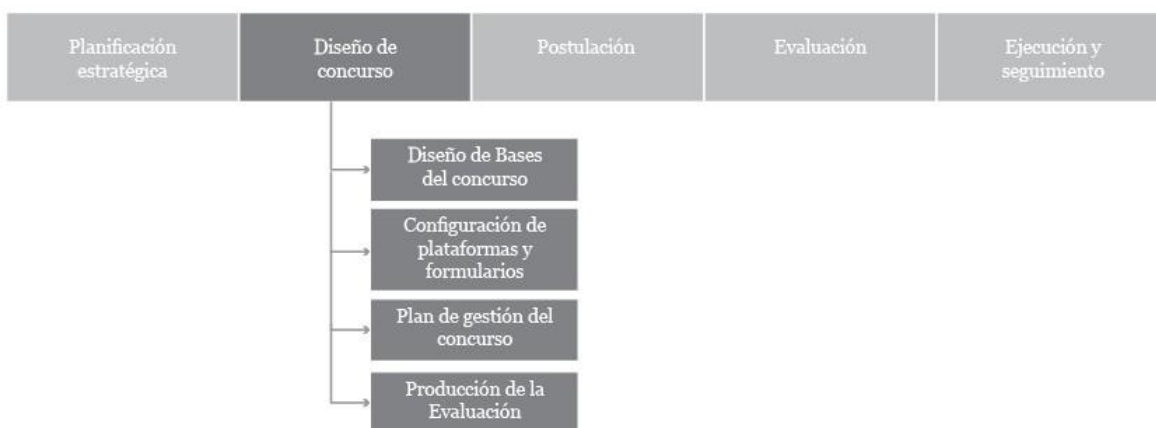 Planificación
estratégica
Diseño de
concurso
Postulación
Evaluación
Ejecución y
seguimiento
Diseño de Bases
del concurso
Configuración de
plataformas y
formularios
Plan de gestión del
concurso
Producción de la
Evaluación